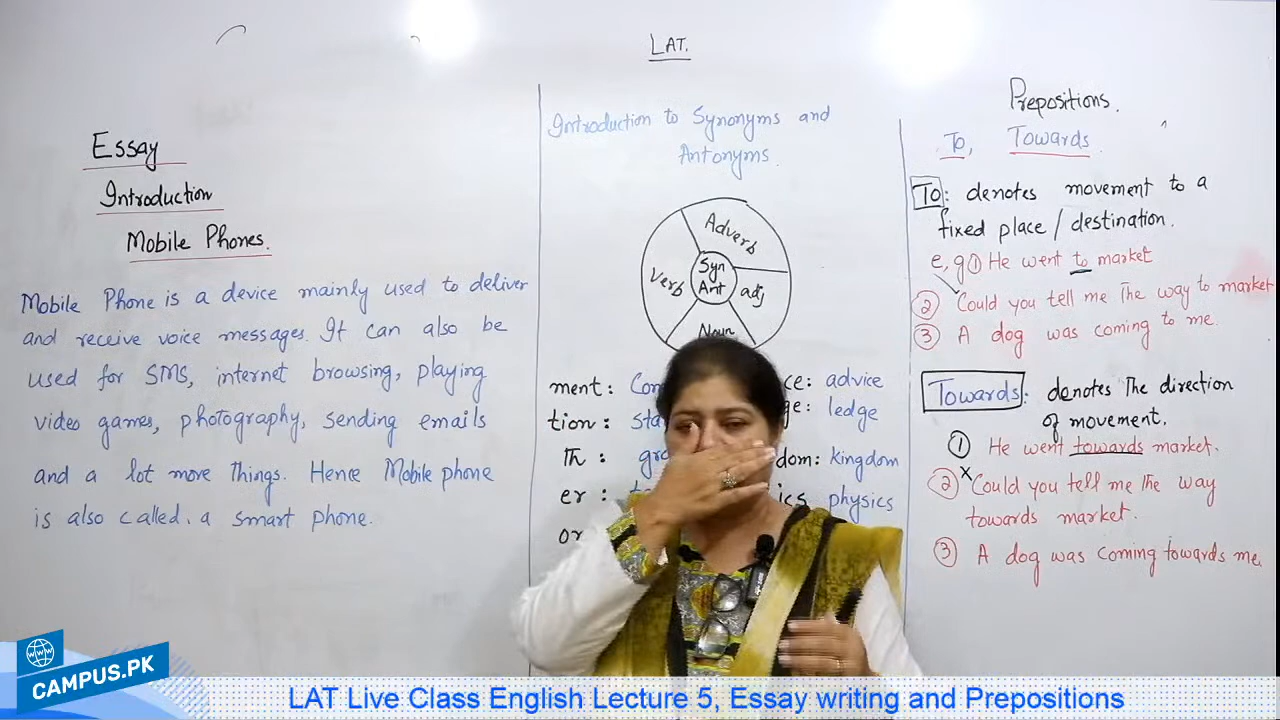 LAT.
Essay
Introduction
Mobile Phones.
Mobile Phone is a device mainly used to deliver
and receive voice messages. It can also be
used for SMS, internet browsing, playing
video games, photography, sending emails
and a lot more things. Hence Mobile phone
is also called. a smart phone.
Introduction to Synonyms and
Antonyms.
Adverb
Verb
Syn
Ant
adj
Noun
ment:
advice
tion:
ledge
Th:
dom: kingdom
er:
ics physics
or
Prepositions.
To, Towards
To: denotes movement to a
fixed place / destination.
e,g ① He went to market
② Could you tell me The way to market
③ A dog was coming to me.
Towards: denotes The direction
of movement.
① He went towards market.
② x Could you tell me The way
towards market.
③ A dog was coming towards me.
WWW
CAMPUS.PK
LAT Live Class English Lecture 5, Essay writing and Prepositions